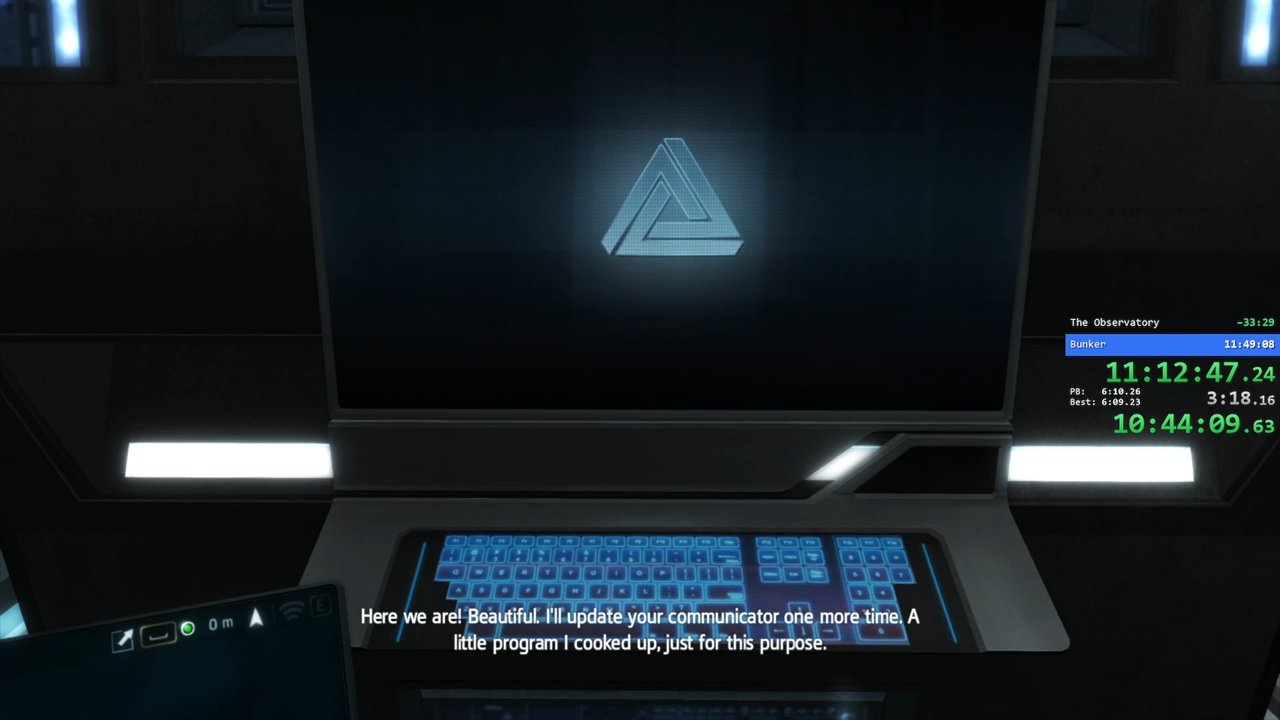 The Observatory -33:29
Bunker 11:49:08
11:12:47.24
PB: 6:10.26
Best: 6:09.23
3:18.16
10:44:09.63
0 m
E
Here we are! Beautiful. I'll update your communicator one more time. A
little program I cooked up, just for this purpose.